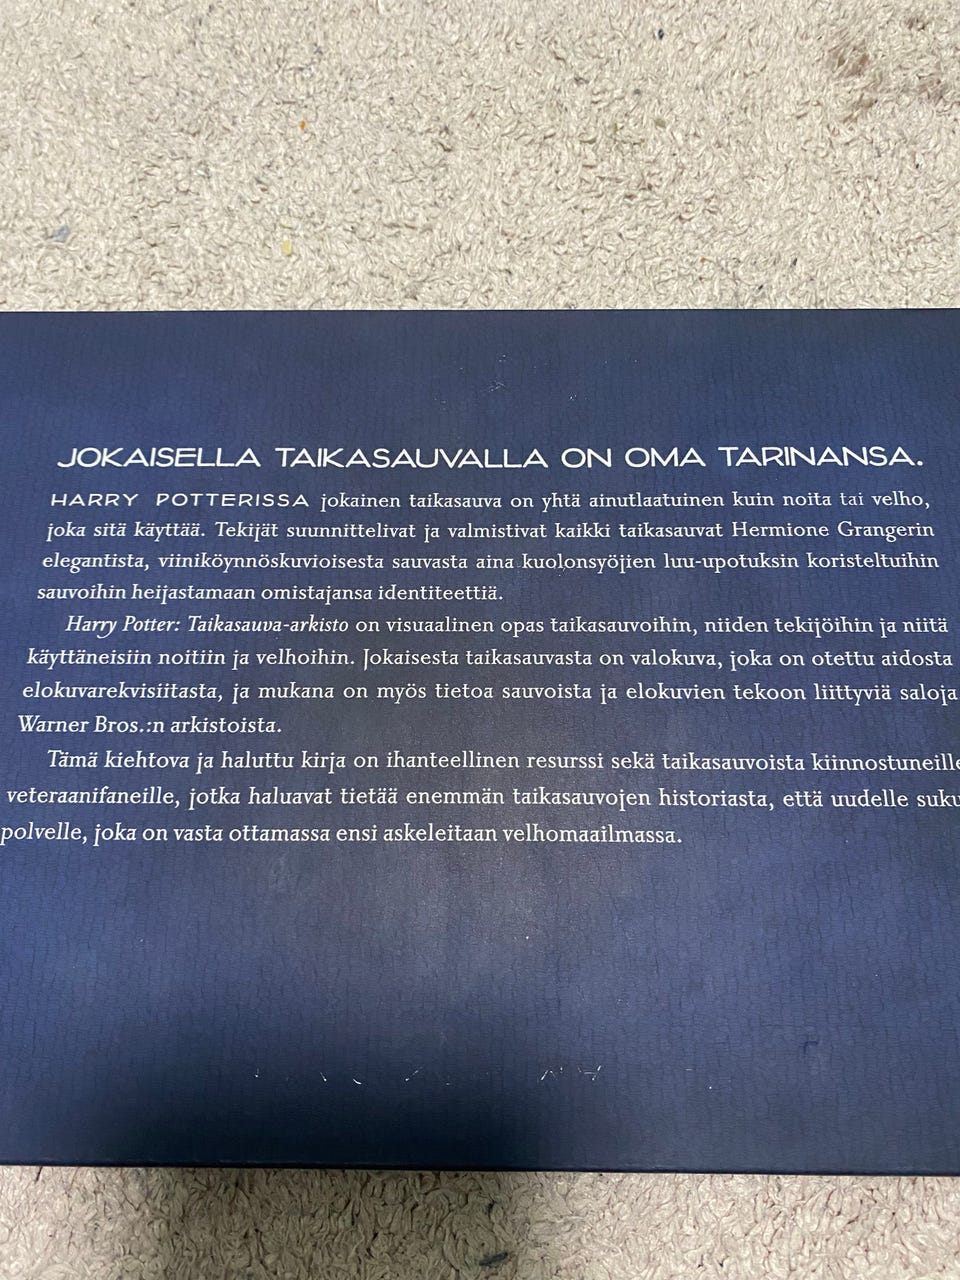 JOKAISELLA TAIKASAUVALLA ON OMA TARINANSA.
HARRY POTTERISSA jokainen taikasauva on yhtä ainutlaatuinen kuin noita tai velho,
joka sitä käyttää. Tekijät suunnittelivat ja valmistivat kaikki taikasauvat Hermione Grangerin
elegantista, viiniköynnöskuvioisesta sauvasta aina kuolonsyöjien luu-upotuksin koristeltuihin
sauvoihin heijastamaan omistajansa identiteettiä.
Harry Potter: Taikasauva-arkisto on visuaalinen opas taikasauvoihin, niiden tekijöihin ja niitä
käyttäneisiin noitiin ja velhoihin. Jokaisesta taikasauvasta on valokuva, joka on otettu aidosta
elokuvarekvisiitasta, ja mukana on myös tietoa sauvoista ja elokuvien tekoon liittyviä saloja
Warner Bros.:n arkistoista.
Tämä kiehtova ja haluttu kirja on ihanteellinen resurssi sekä taikasauvoista kiinnostuneille
veteraanifaneille, jotka haluavat tietää enemmän taikasauvojen historiasta, että uudelle suku
polvelle, joka on vasta ottamassa ensi askeleitaan velhomaailmassa.